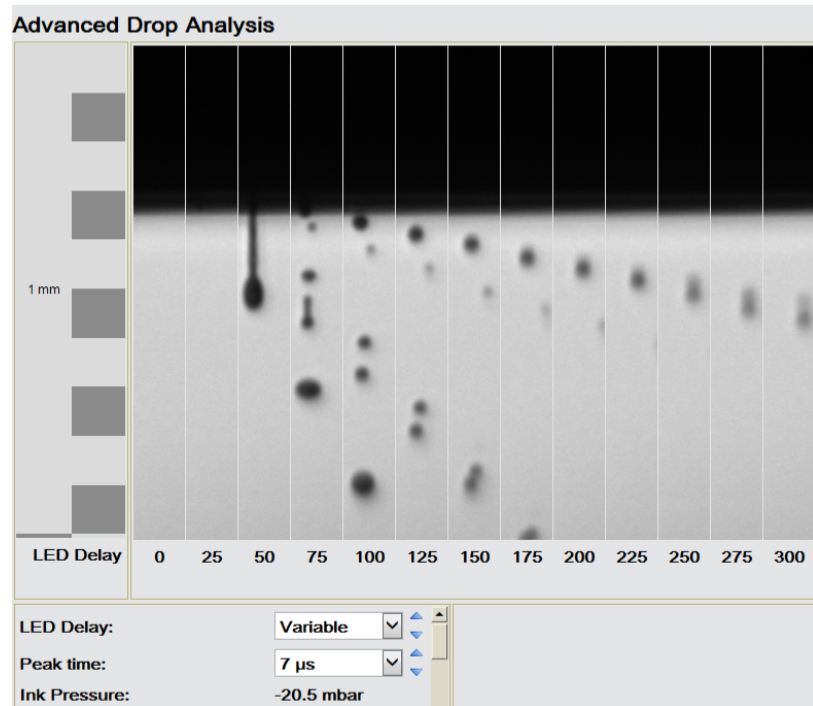 Advanced Drop Analysis
1 mm
LED Delay 0 25 50 75 100 125 150 175 200 225 250 275 300
LED Delay: Variable
Peak time: 7 µs
Ink Pressure: -20.5 mbar